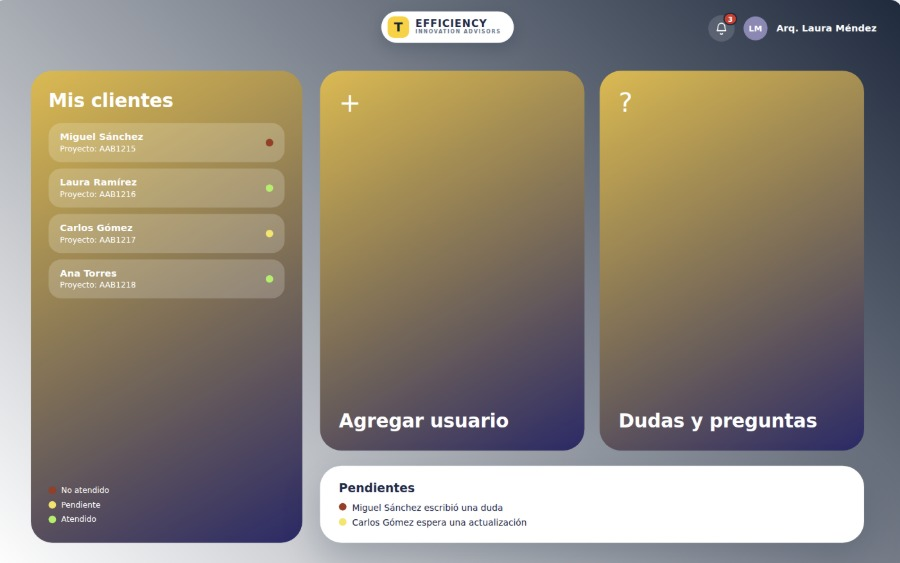 T
EFFICIENCY
INNOVATION ADVISORS
3
LM
Arq. Laura Méndez
Mis clientes
Miguel Sánchez
Proyecto: AAB1215
Laura Ramírez
Proyecto: AAB1216
Carlos Gómez
Proyecto: AAB1217
Ana Torres
Proyecto: AAB1218
No atendido
Pendiente
Atendido
+
Agregar usuario
?
Dudas y preguntas
Pendientes
Miguel Sánchez escribió una duda
Carlos Gómez espera una actualización